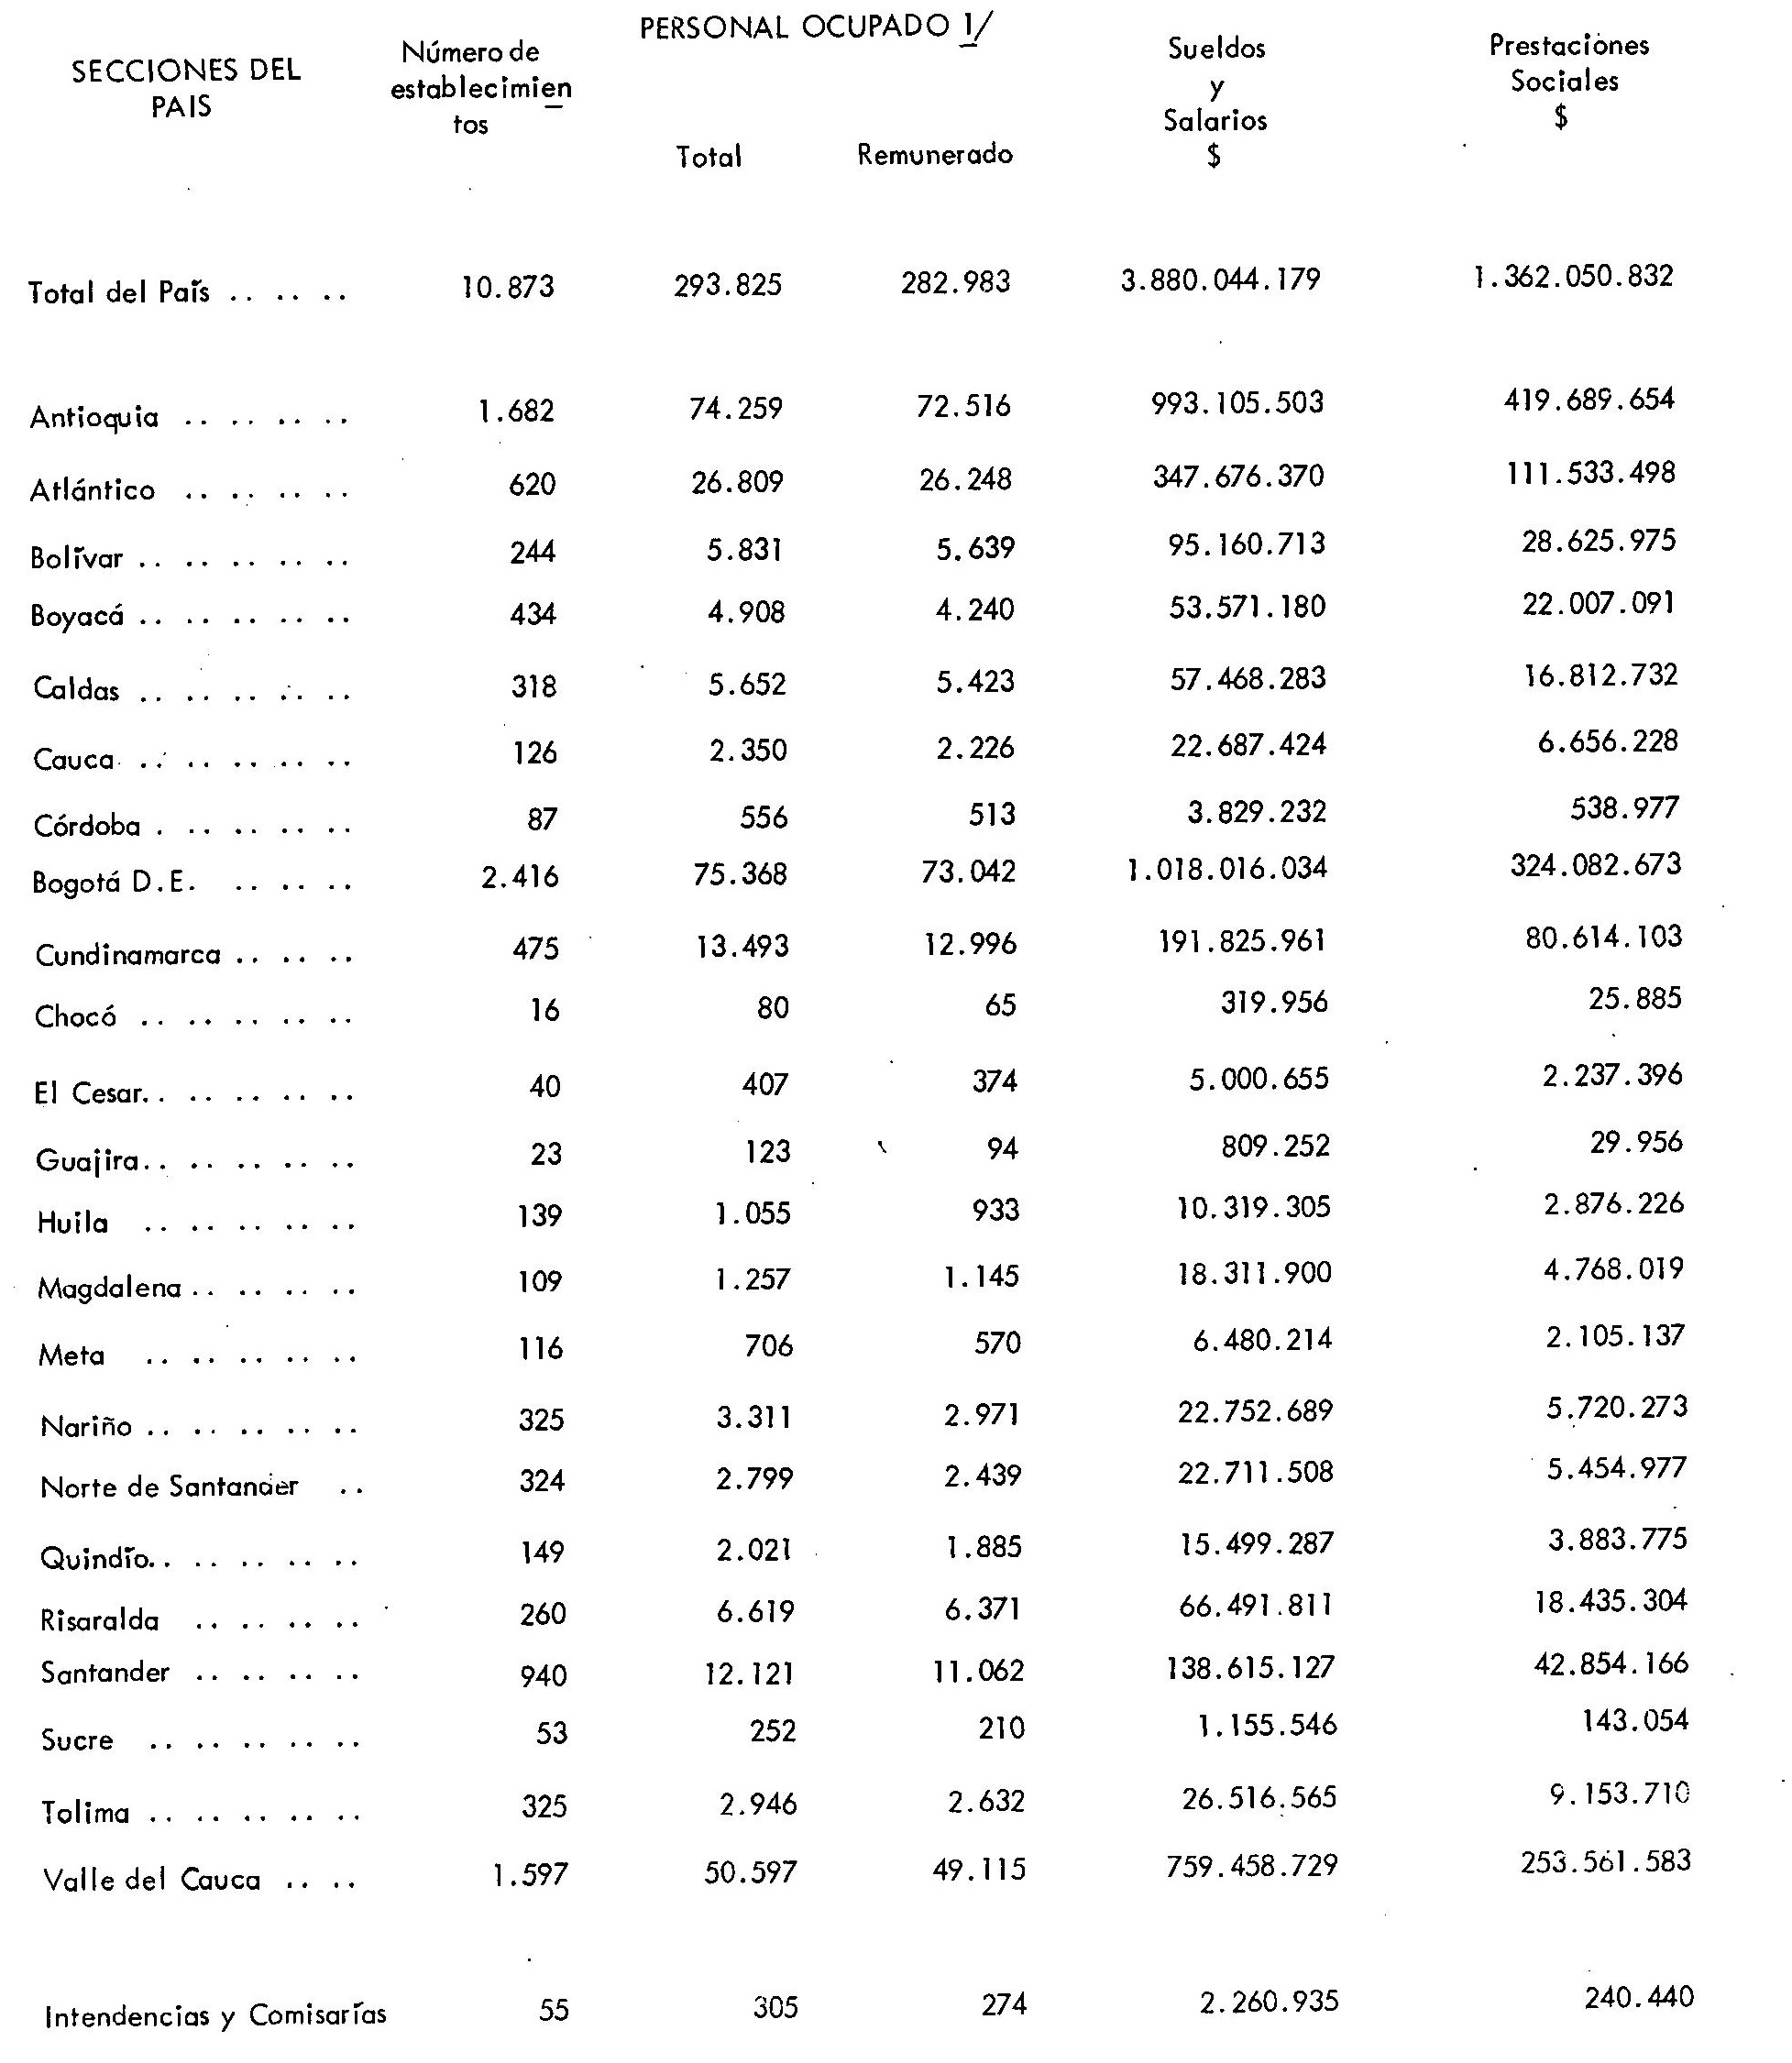 PERSONAL OCUPADO 1/
SECCIONES DEL PAIS
Número de establecimien tos
Total
Remunerado
Sueldos y Salarios $
Prestaciones Sociales $
Total del País . . . . . . 10.873 293.825 282.983 3.880.044.179 1.362.050.832
Antioquia . . . . . . . . 1.682 74.259 72.516 993.105.503 419.689.654
Atlántico . . . . . . . . 620 26.809 26.248 347.676.370 111.533.498
Bolívar . . . . . . . . . 244 5.831 5.639 95.160.713 28.625.975
Boyacá . . . . . . . . . 434 4.908 4.240 53.571.180 22.007.091
Caldas . . . . . . . . . 318 5.652 5.423 57.468.283 16.812.732
Cauca . . . . . . . . . 126 2.350 2.226 22.687.424 6.656.228
Córdoba . . . . . . . . 87 556 513 3.829.232 538.977
Bogotá D.E. . . . . . . 2.416 75.368 73.042 1.018.016.034 324.082.673
Cundinamarca . . . . . . 475 13.493 12.996 191.825.961 80.614.103
Chocó . . . . . . . . . 16 80 65 319.956 25.885
El Cesar. . . . . . . . . 40 407 374 5.000.655 2.237.396
Guajira. . . . . . . . . 23 123 94 809.252 29.956
Huila . . . . . . . . . 139 1.055 933 10.319.305 2.876.226
Magdalena . . . . . . . 109 1.257 1.145 18.311.900 4.768.019
Meta . . . . . . . . . 116 706 570 6.480.214 2.105.137
Nariño . . . . . . . . . 325 3.311 2.971 22.752.689 5.720.273
Norte de Santander . . 324 2.799 2.439 22.711.508 5.454.977
Quindío. . . . . . . . . 149 2.021 1.885 15.499.287 3.883.775
Risaralda . . . . . . . 260 6.619 6.371 66.491.811 18.435.304
Santander . . . . . . . 940 12.121 11.062 138.615.127 42.854.166
Sucre . . . . . . . . . 53 252 210 1.155.546 143.054
Tolima . . . . . . . . . 325 2.946 2.632 26.516.565 9.153.710
Valle del Cauca . . . . 1.597 50.597 49.115 759.458.729 253.561.583
Intendencias y Comisarías 55 305 274 2.260.935 240.440